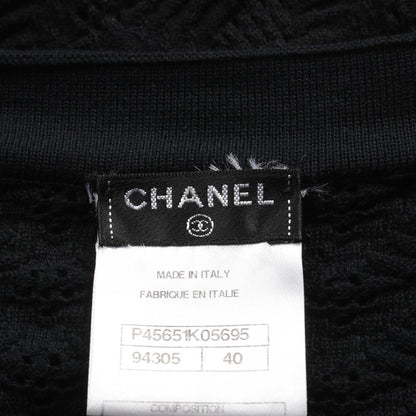 CHANEL
MADE IN ITALY
FABRIQUE EN ITALIE
P45651K05695
94305 40
COMPOSITION